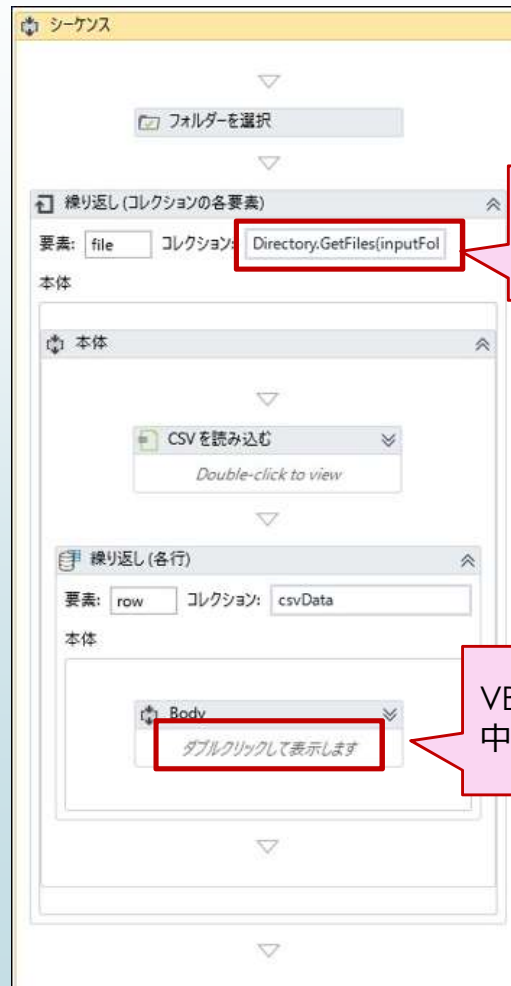 シーケンス
フォルダーを選択
繰り返し (コレクションの各要素)
要素: file コレクション: Directory.GetFiles(inputFol
本体
本体
CSV を読み込む
Double-click to view
繰り返し (各行)
要素: row コレクション: csvData
本体
VB
中
Body
ダブルクリックして表示します